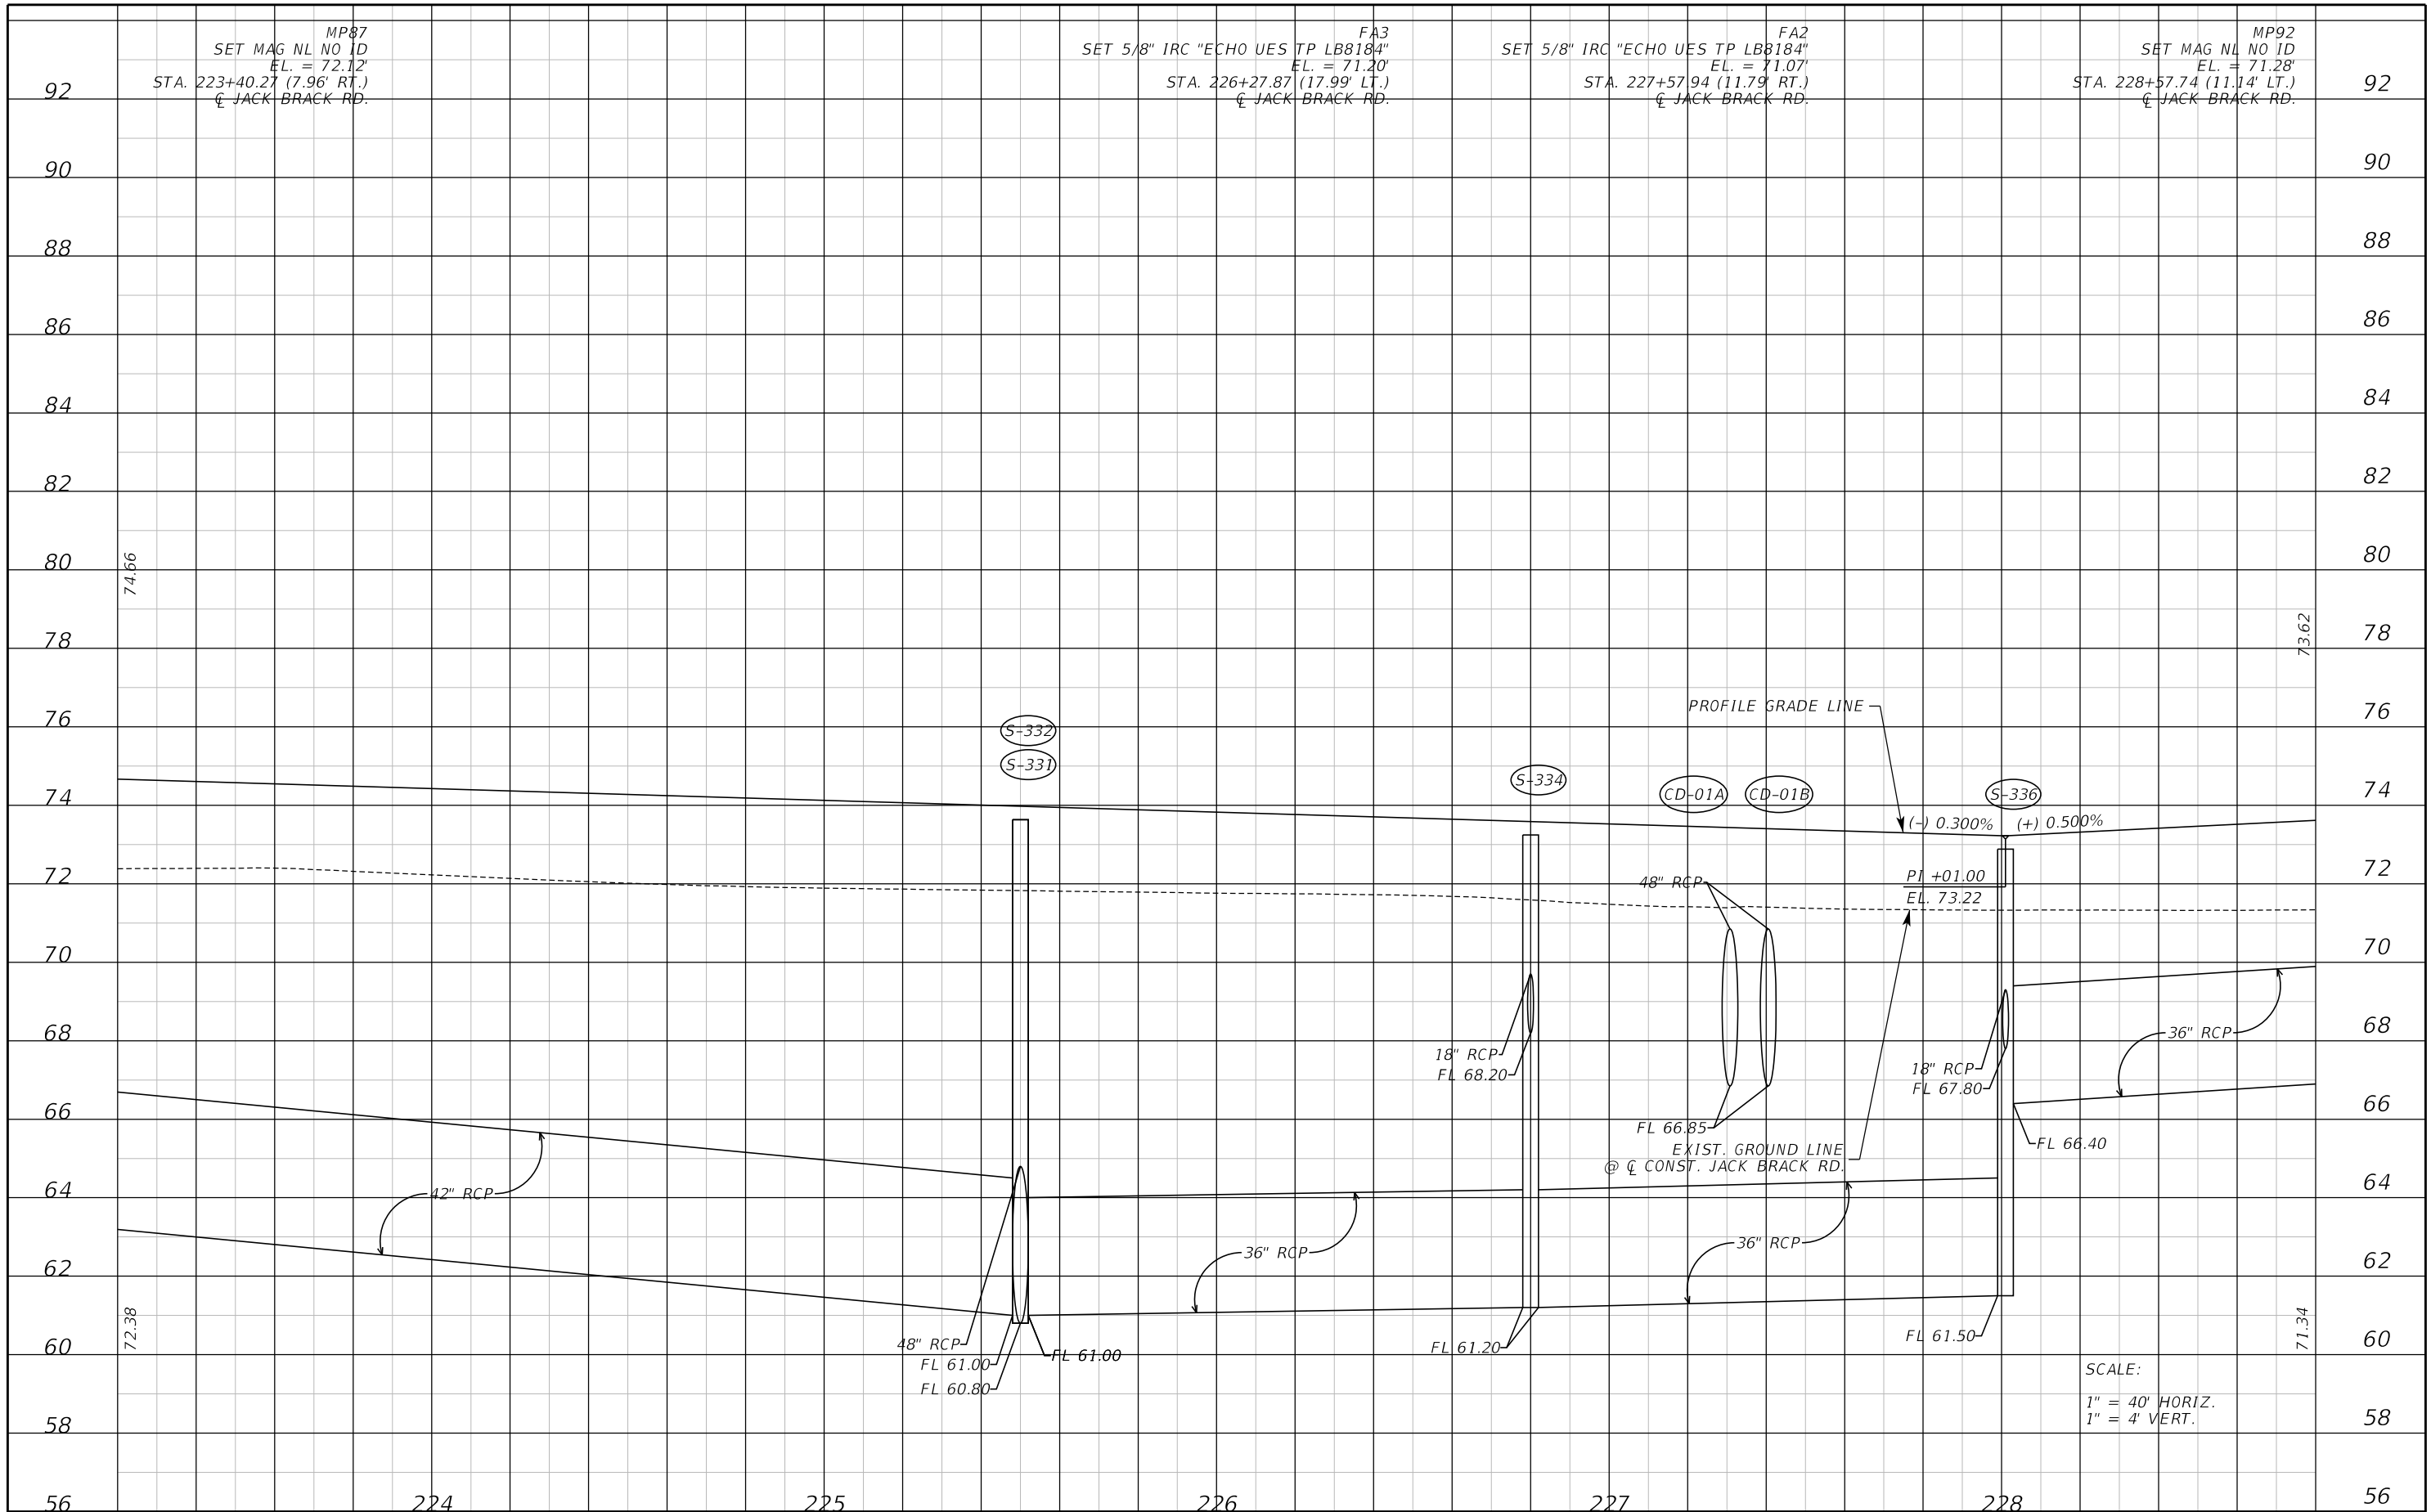 MP87
SET MAG NL NO ID
EL. = 72.12'
STA. 223+40.27 (7.96' RT.)
℄ JACK BRACK RD.
FA3
SET 5/8" IRC "ECHO UES TP LB8184"
EL. = 71.20'
STA. 226+27.87 (17.99' LT.)
℄ JACK BRACK RD.
FA2
SET 5/8" IRC "ECHO UES TP LB8184"
EL. = 71.07'
STA. 227+57.94 (11.79' RT.)
℄ JACK BRACK RD.
MP92
SET MAG NL NO ID
EL. = 71.28'
STA. 228+57.74 (11.14' LT.)
℄ JACK BRACK RD.
92 92
90 90
88 88
86 86
84 84
82 82
80 80
74.66
78 78
73.62
76 76
PROFILE GRADE LINE
S-332
S-331
S-334
CD-01A
CD-01B
S-336
74 74
(-) 0.300% (+) 0.500%
72 72
48" RCP
PI +01.00
EL. 73.22
70 70
68 68
18" RCP
FL 68.20
18" RCP
FL 67.80
36" RCP
66 66
FL 66.85
FL 66.40
EXIST. GROUND LINE
@ ℄ CONST. JACK BRACK RD.
64 64
42" RCP
36" RCP
36" RCP
62 62
72.38
71.34
60 60
48" RCP
FL 61.00
FL 60.80
FL 61.00
FL 61.20
FL 61.50
SCALE:
1" = 40' HORIZ.
1" = 4' VERT.
58 58
56 224 225 226 227 228 56